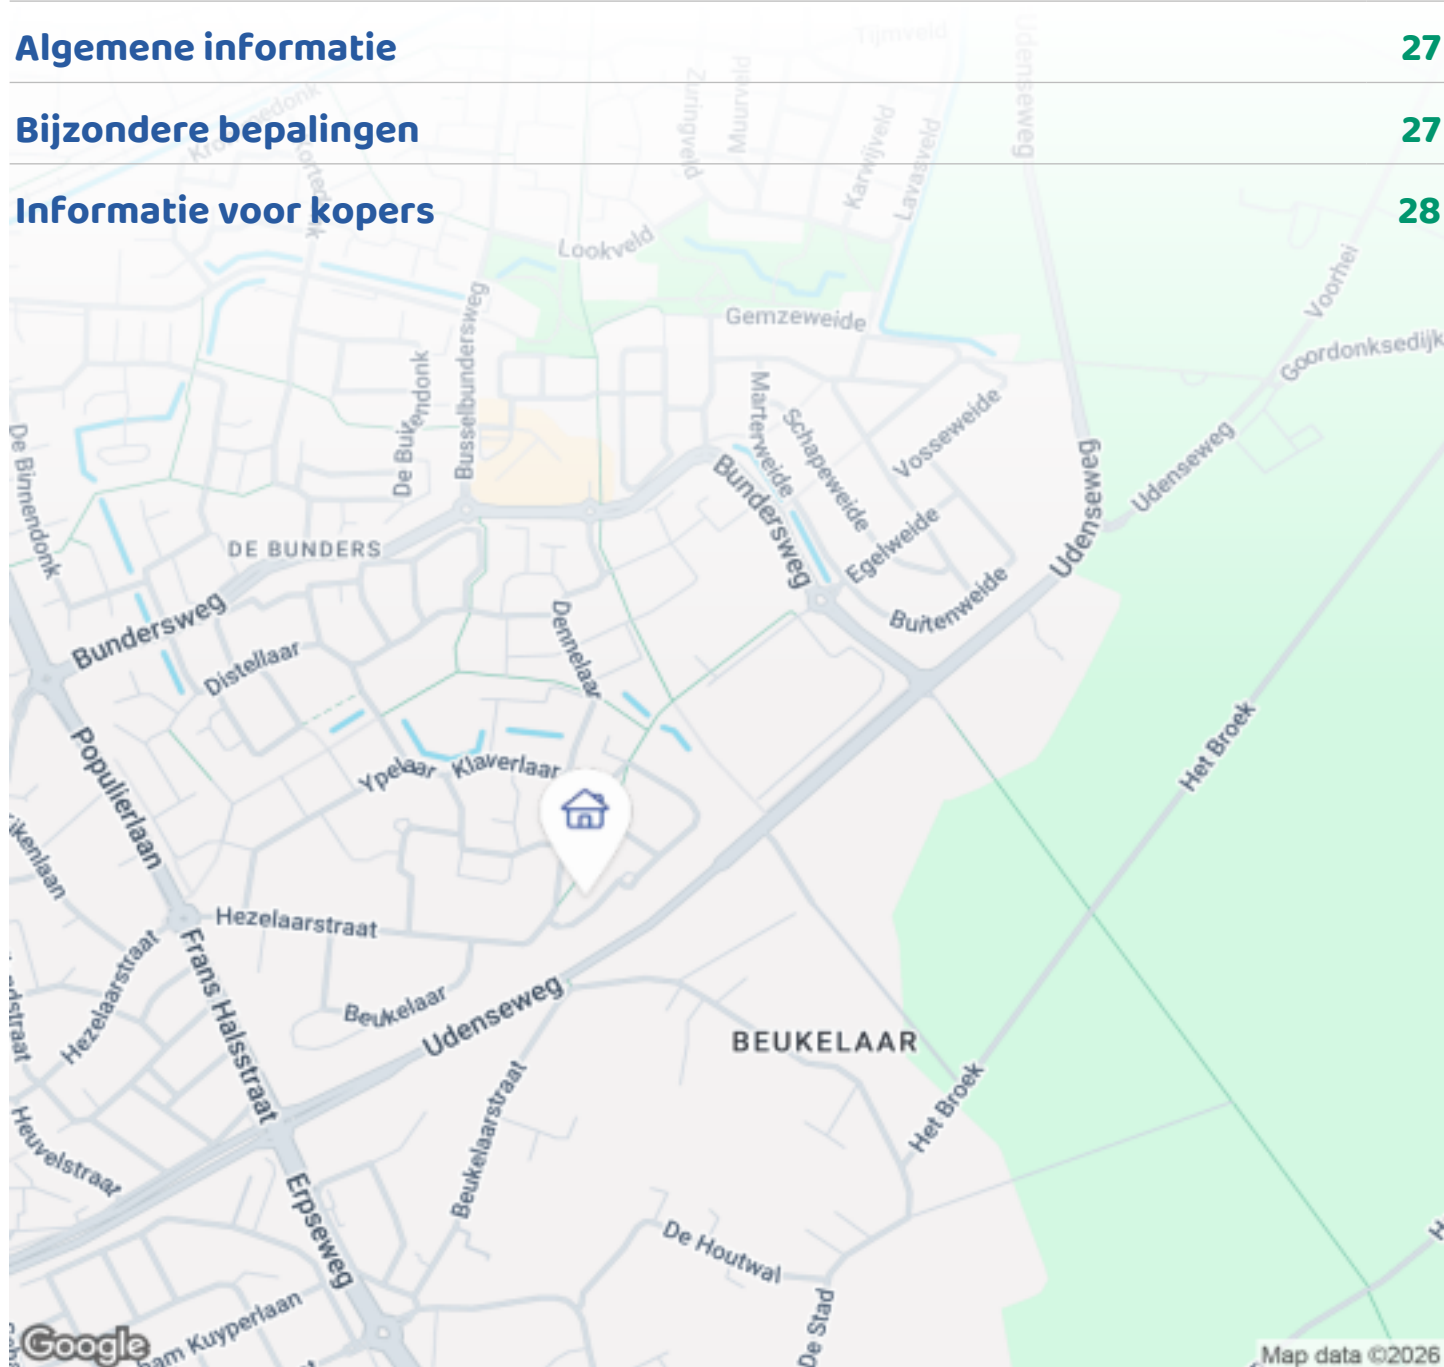 Algemene informatie 27
Bijzondere bepalingen 27
Informatie voor kopers 28
Tijmveld
Udenseweg
Zuringveld
Muurveld
Karwijveld
Lavasveld
Lookveld
Voorhei
Gemzeweide
Goordonksedijk
Busselbundersweg
De Buitendonk
Marterweide
Schapeweide
Vosseweide
De Binnendonk
Bundersweg
Udenseweg
Udenseweg
DE BUNDERS
Egelweide
Buitenweide
Bundersweg
Dennelaar
Distellaar
Het Broek
Populierlaan
Ypelaar
Klaverlaar
Hezelaarstraat
Hezelaarstraat
Frans Halsstraat
Beukelaar
Udenseweg
BEUKELAAR
Het Broek
Beukelaarstraat
Heuvelstraat
Erpseweg
De Houtwal
De Stad
am Kuyperlaan
Google
Map data ©2026